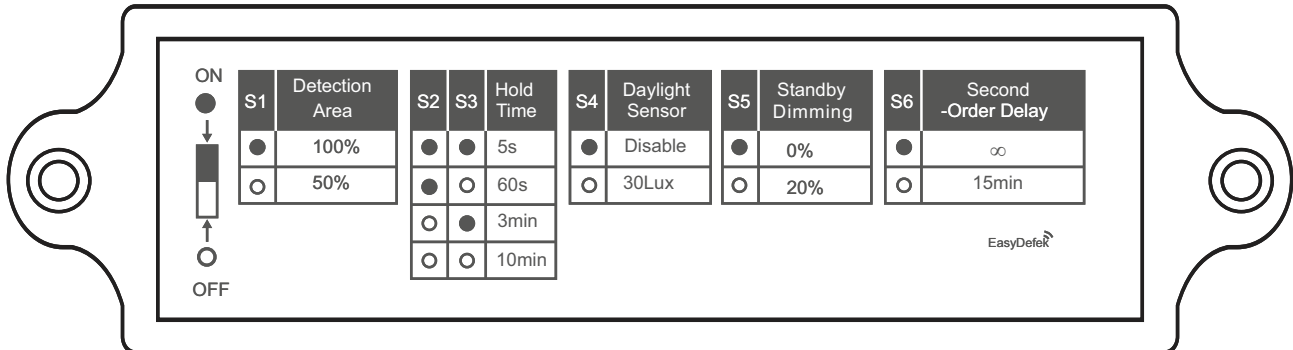 ON
OFF
S1 Detection
Area
100%
50%
S2 S3 Hold
Time
5s
60s
3min
10min
S4 Daylight
Sensor
Disable
30Lux
S5 Standby
Dimming
0%
20%
S6 Second
-Order Delay
∞
15min
EasyDefek